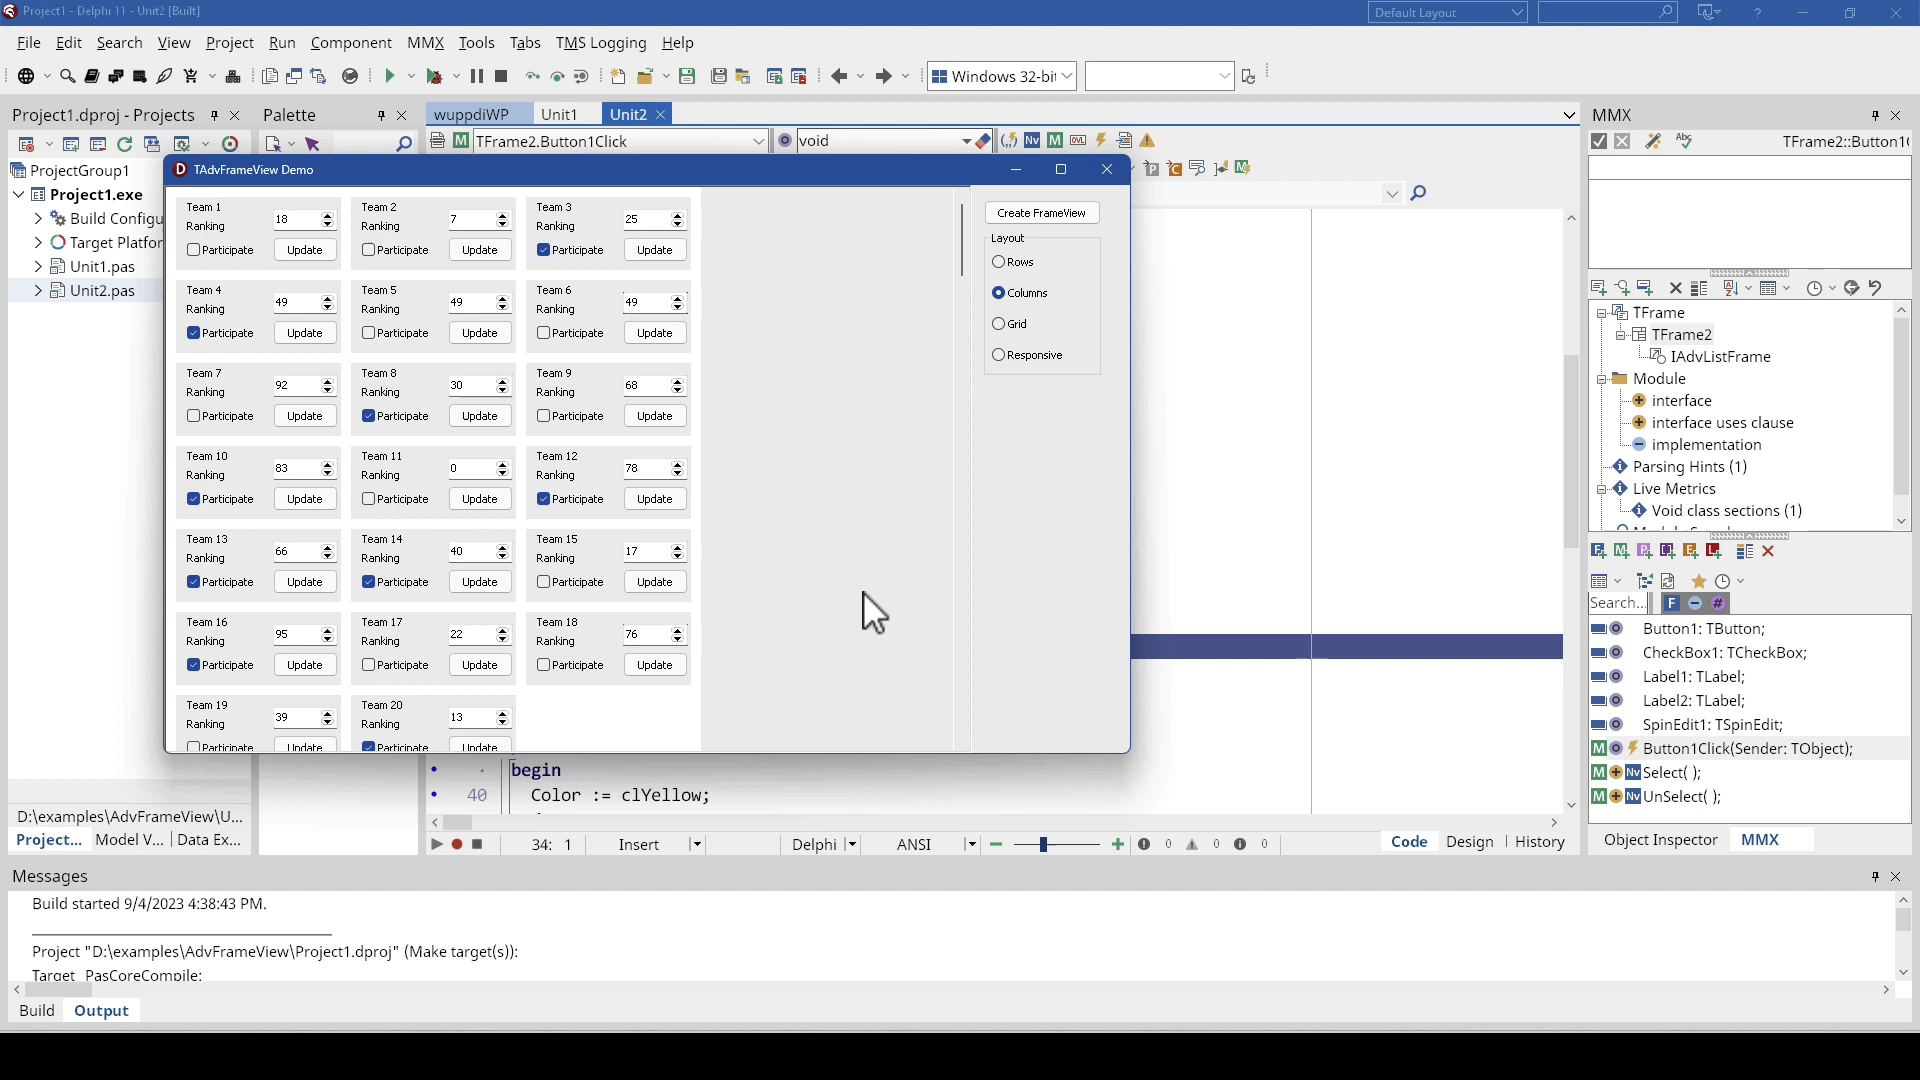 Project1 - Delphi 11 - Unit2 [Built]
Default Layout
File Edit Search View Project Run Component MMX Tools Tabs TMS Logging Help
Windows 32-bit
Project1.dproj - Projects
Palette
wuppdiWP Unit1 Unit2
MMX
TFrame2.Button1Click
void
TFrame2::Button1(
ProjectGroup1
Project1.exe
Build Configu
Target Platfor
Unit1.pas
Unit2.pas
TAdvFrameView Demo
Team 1
Ranking 18
Participate Update
Team 2
Ranking 7
Participate Update
Team 3
Ranking 25
Participate Update
Team 4
Ranking 49
Participate Update
Team 5
Ranking 49
Participate Update
Team 6
Ranking 49
Participate Update
Team 7
Ranking 92
Participate Update
Team 8
Ranking 30
Participate Update
Team 9
Ranking 68
Participate Update
Team 10
Ranking 83
Participate Update
Team 11
Ranking 0
Participate Update
Team 12
Ranking 78
Participate Update
Team 13
Ranking 66
Participate Update
Team 14
Ranking 40
Participate Update
Team 15
Ranking 17
Participate Update
Team 16
Ranking 95
Participate Update
Team 17
Ranking 22
Participate Update
Team 18
Ranking 76
Participate Update
Team 19
Ranking 39
Participate Update
Team 20
Ranking 13
Participate Update
Create FrameView
Layout
Rows
Columns
Grid
Responsive
begin
40 Color := clYellow;
TFrame
TFrame2
IAdvListFrame
Module
interface
interface uses clause
implementation
Parsing Hints (1)
Live Metrics
Void class sections (1)
Search...
Button1: TButton;
CheckBox1: TCheckBox;
Label1: TLabel;
Label2: TLabel;
SpinEdit1: TSpinEdit;
Button1Click(Sender: TObject);
Select( );
UnSelect( );
D:\examples\AdvFrameView\U...
Project... Model V... Data Ex...
34: 1 Insert Delphi ANSI 0 0 0
Code Design History
Object Inspector MMX
Messages
Build started 9/4/2023 4:38:43 PM.
Project "D:\examples\AdvFrameView\Project1.dproj" (Make target(s)):
Target PasCoreCompile:
Build Output